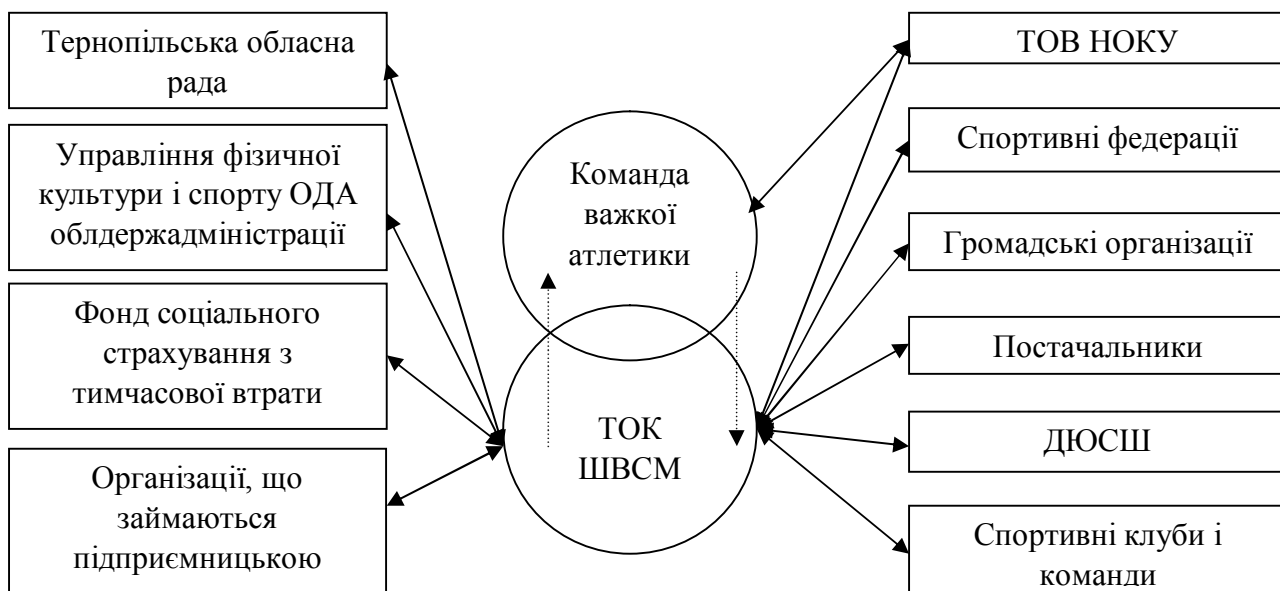 Тернопільська обласна
рада
Управління фізичної
культури і спорту ОДА
облдержадміністрації
Фонд соціального
страхування з
тимчасової втрати
Організації, що
займаються
підприємницькою
Команда
важкої
атлетики
ТОК
ШВСМ
ТОВ НОКУ
Спортивні федерації
Громадські організації
Постачальники
ДЮСШ
Спортивні клуби і
команди